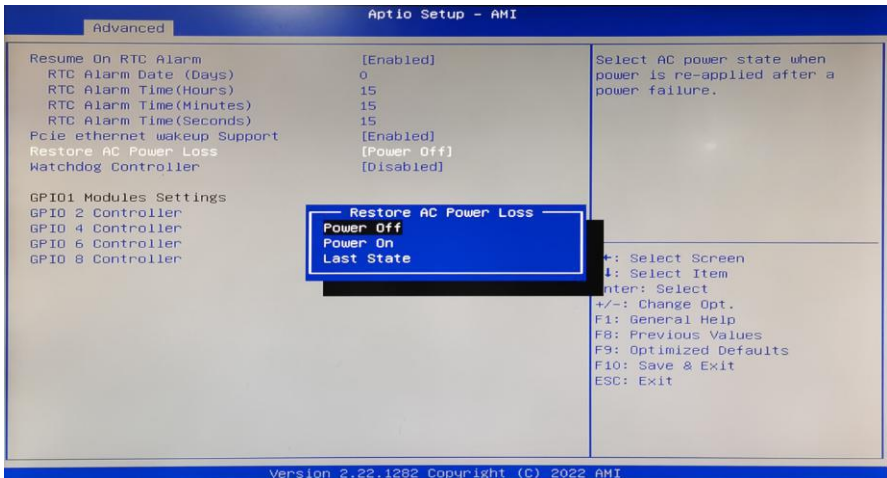 Aptio Setup - AMI
Advanced
Resume On RTC Alarm [Enabled]
RTC Alarm Date (Days) 0
RTC Alarm Time(Hours) 15
RTC Alarm Time(Minutes) 15
RTC Alarm Time(Seconds) 15
Pcie ethernet wakeup Support [Enabled]
Restore AC Power Loss [Power Off]
Watchdog Controller [Disabled]
GPIO1 Modules Settings
GPIO 2 Controller
GPIO 4 Controller
GPIO 6 Controller
GPIO 8 Controller
Restore AC Power Loss
Power Off
Power On
Last State
Select AC power state when
power is re-applied after a
power failure.
: Select Screen
: Select Item
nter: Select
+/-: Change Opt.
F1: General Help
F8: Previous Values
F9: Optimized Defaults
F10: Save & Exit
ESC: Exit
Version 2.22.1282 Copyright (C) 2022 AMI